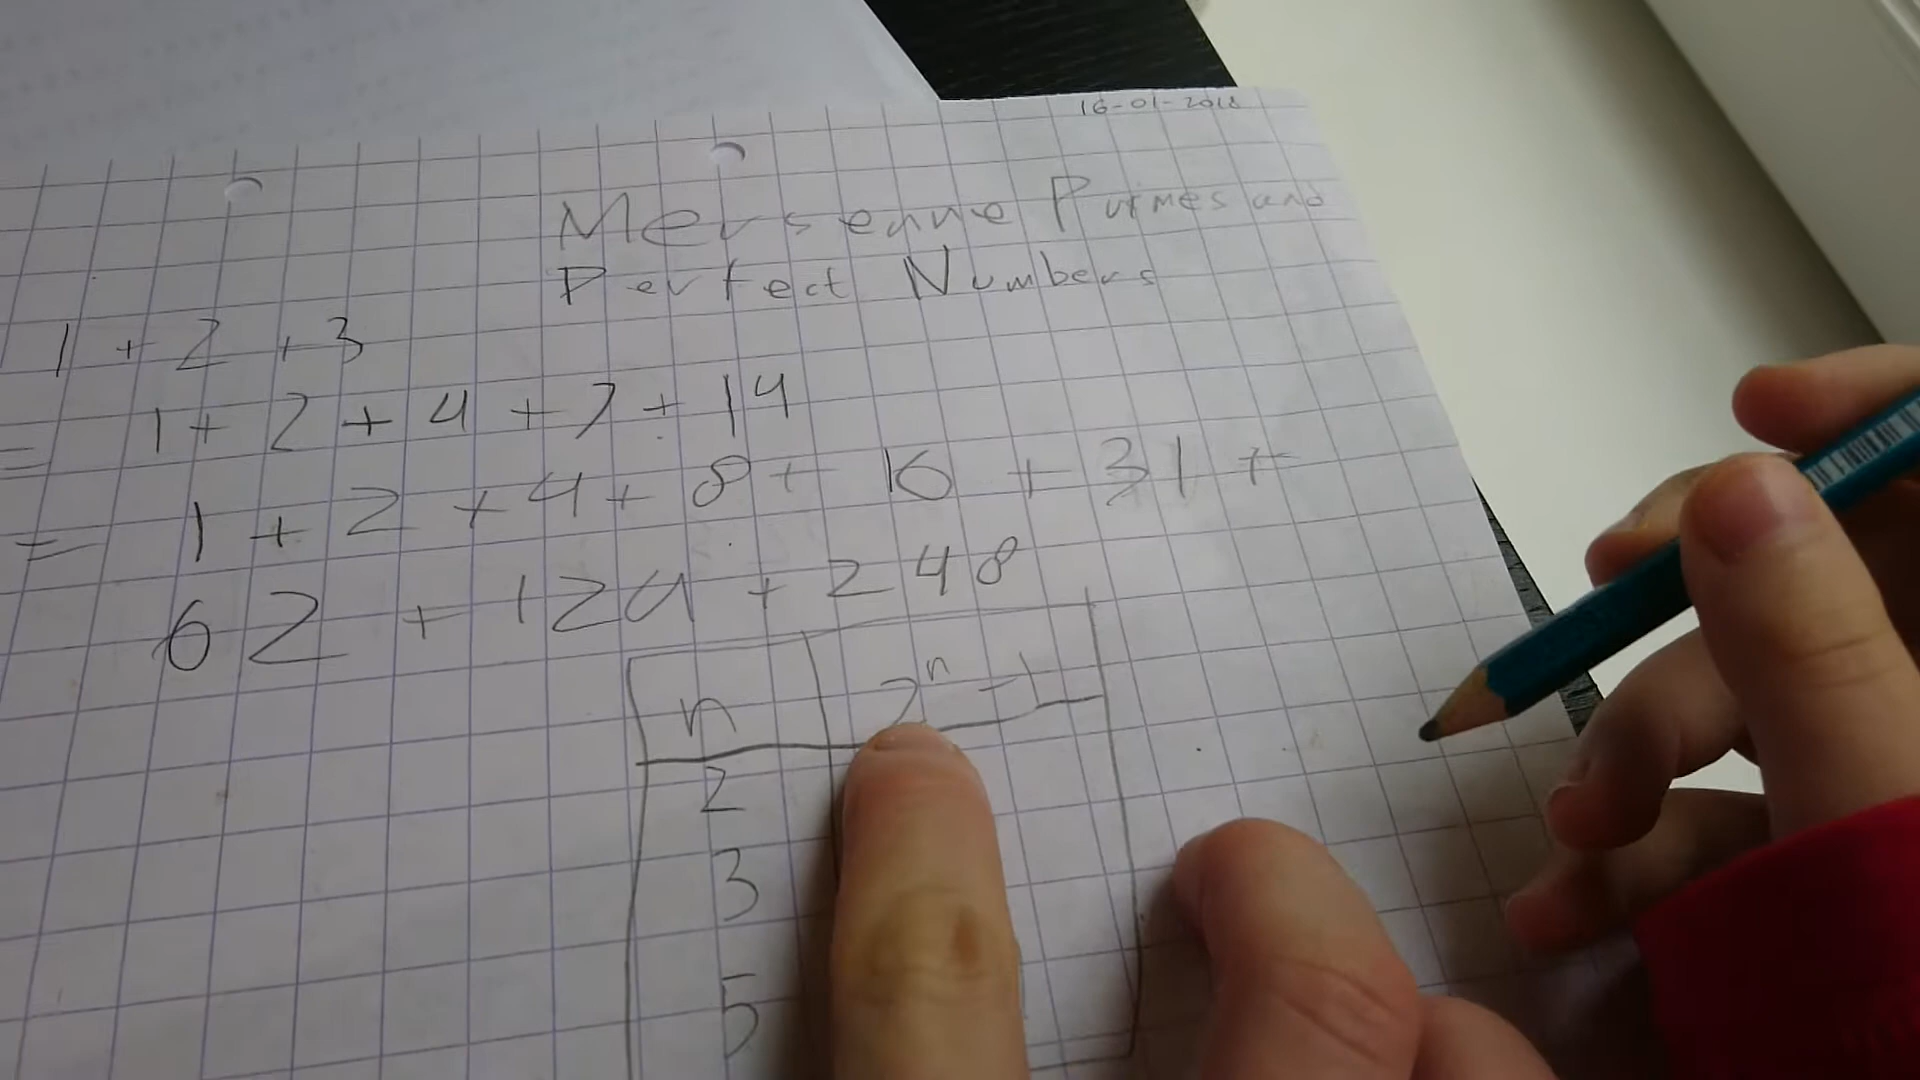 16-01-2018
Mersenne Primes and
Perfect Numbers
1 + 2 + 3
= 1 + 2 + 4 + 7 + 14
= 1 + 2 + 4 + 8 + 16 + 31 +
62 + 124 + 248
n 2ⁿ - 1
2
3
5